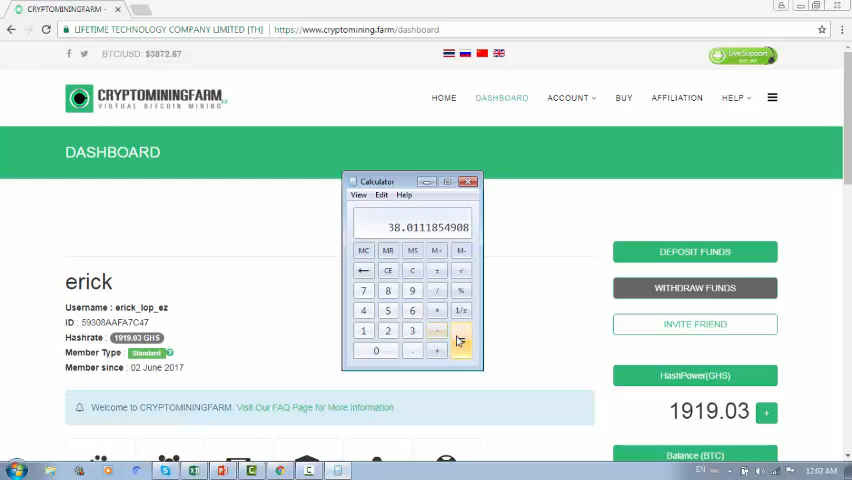 CRYPTOMININGFARM - D
LIFETIME TECHNOLOGY COMPANY LIMITED [TH] | https://www.cryptomining.farm/dashboard
BTC/USD: $3872.67
LiveSupport
ONLINE
CRYPTOMININGFARM
VIRTUAL BITCOIN MINING
HOME DASHBOARD ACCOUNT BUY AFFILIATION HELP
DASHBOARD
Calculator
View Edit Help
38.0111854908
MC MR MS M+ M-
← CE C ± √
7 8 9 / %
4 5 6 * 1/x
1 2 3 - =
0 . +
erick
Username : erick_lop_ez
ID : 59308AAFA7C47
Hashrate : 1919.03 GHS
Member Type : Standard ?
Member since : 02 June 2017
Welcome to CRYPTOMININGFARM. Visit Our FAQ Page for More Information
DEPOSIT FUNDS
WITHDRAW FUNDS
INVITE FRIEND
HashPower(GHS)
1919.03 +
Balance (BTC)
EN 12:02 AM